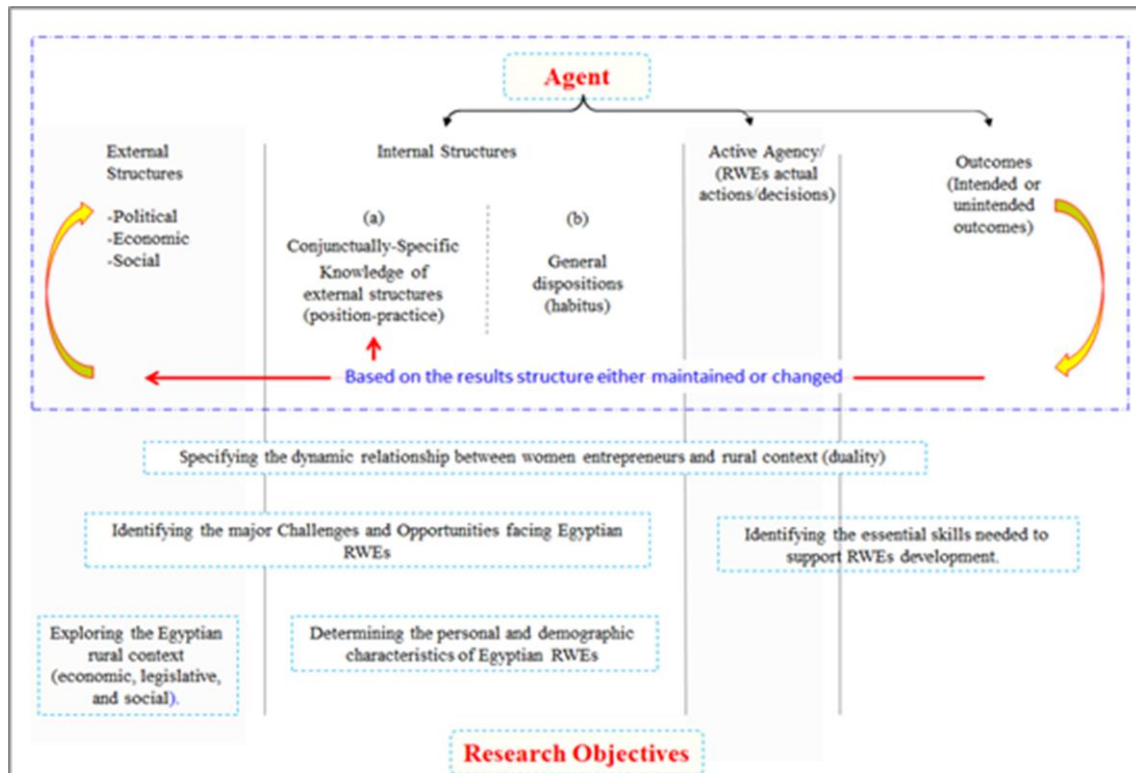 Agent
External
Structures
-Political
-Economic
-Social
Internal Structures
(a)
Conjuncturally-Specific
Knowledge of
external structures
(position-practice)
(b)
General
dispositions
(habitus)
Active Agency/
(RWEs actual
actions/decisions)
Outcomes
(Intended or
unintended
outcomes)
Based on the results structure either maintained or changed
Specifying the dynamic relationship between women entrepreneurs and rural context (duality)
Identifying the major Challenges and Opportunities facing Egyptian
RWEs
Identifying the essential skills needed to
support RWEs development.
Exploring the Egyptian
rural context
(economic, legislative,
and social).
Determining the personal and demographic
characteristics of Egyptian RWEs
Research Objectives